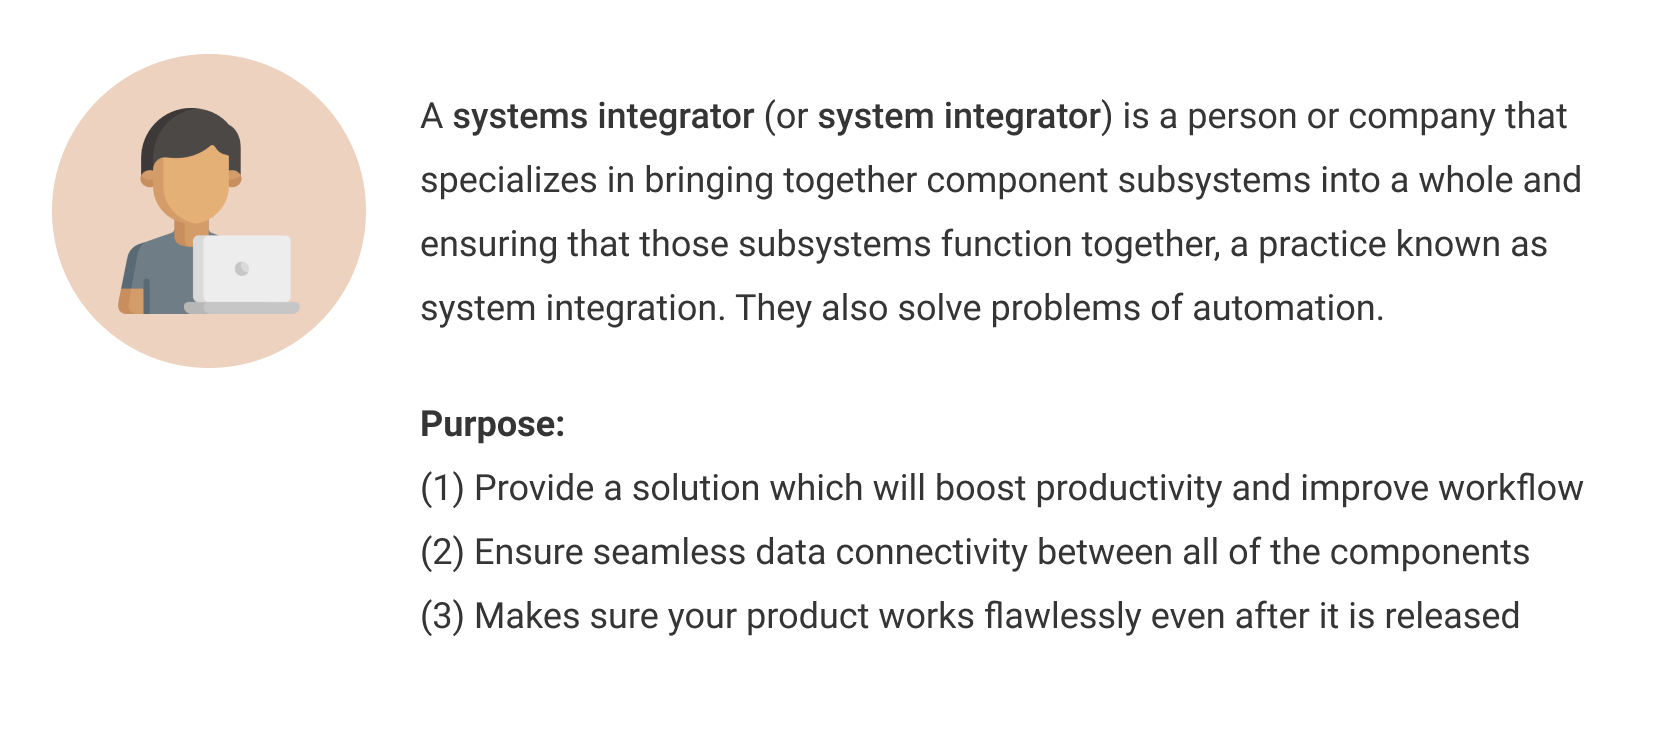 A systems integrator (or system integrator) is a person or company that
specializes in bringing together component subsystems into a whole and
ensuring that those subsystems function together, a practice known as
system integration. They also solve problems of automation.
Purpose:
(1) Provide a solution which will boost productivity and improve workflow
(2) Ensure seamless data connectivity between all of the components
(3) Makes sure your product works flawlessly even after it is released